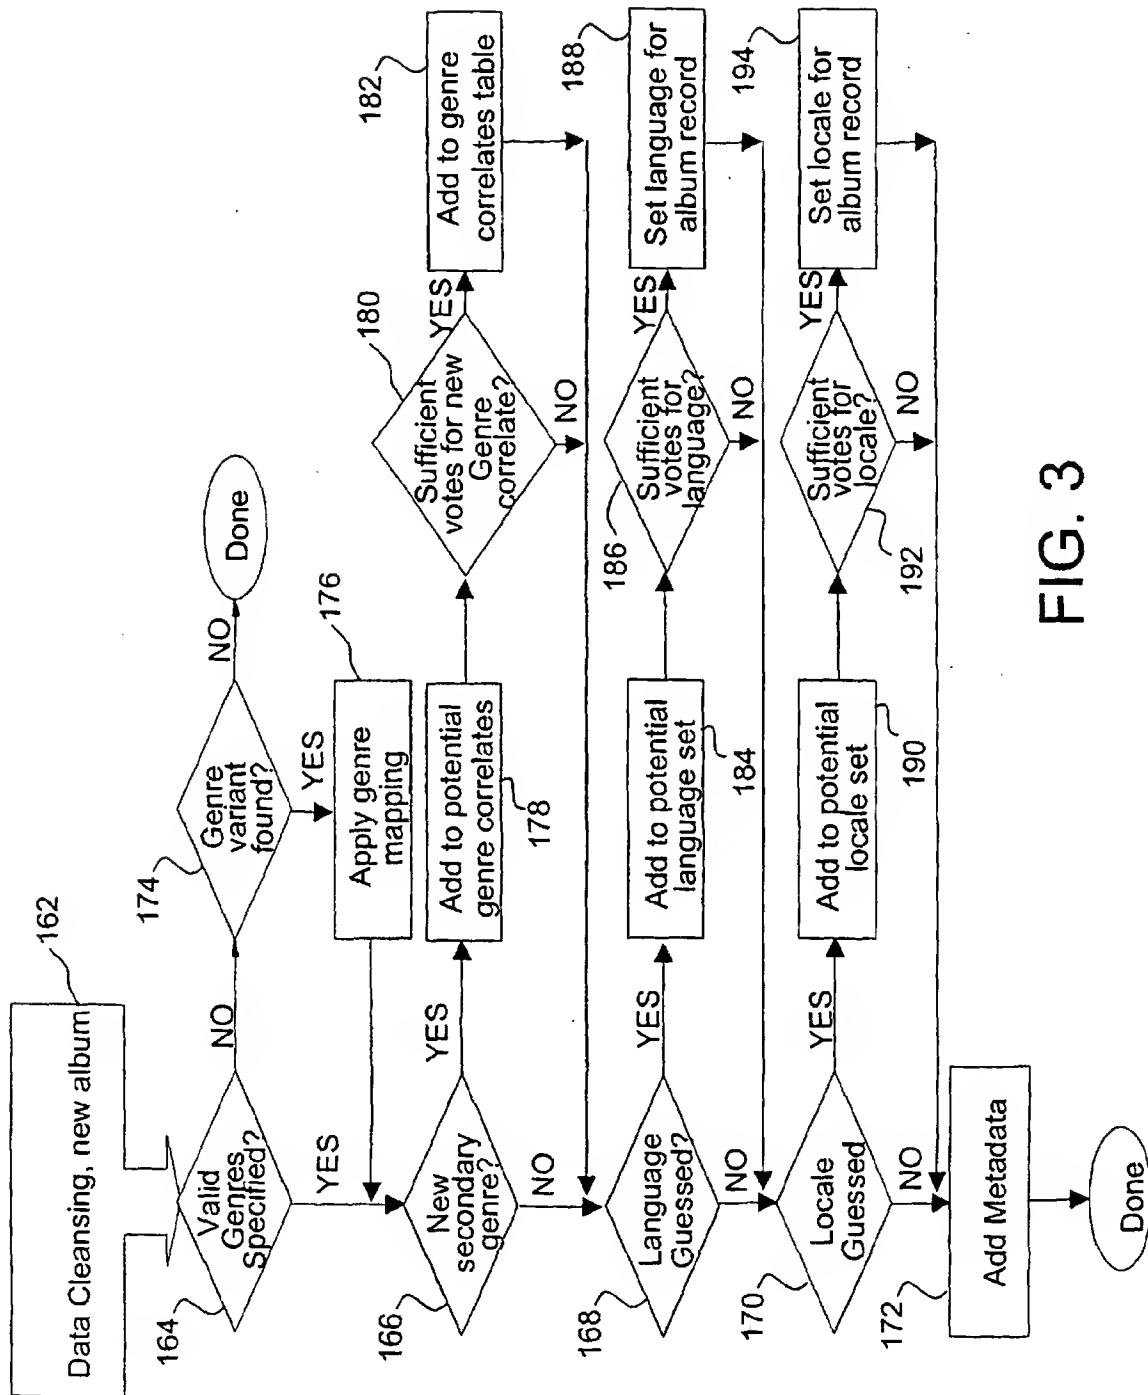 Data Cleansing, new album
162
Valid
Genres
Specified?
164
NO
YES
Genre
variant
found?
174
NO
Done
YES
Apply genre
mapping
176
New
secondary
genre?
166
YES
NO
Add to potential
genre correlates
178
Sufficient
votes for new
Genre
correlate?
180
YES
NO
Add to genre
correlates table
182
Language
Guessed?
168
YES
NO
Add to potential
language set
184
Sufficient
votes for
language?
186
YES
NO
Set language for
album record
188
Locale
Guessed
170
YES
NO
Add to potential
locale set
190
Sufficient
votes for
locale?
192
YES
NO
Set locale for
album record
194
Add Metadata
172
Done
FIG. 3